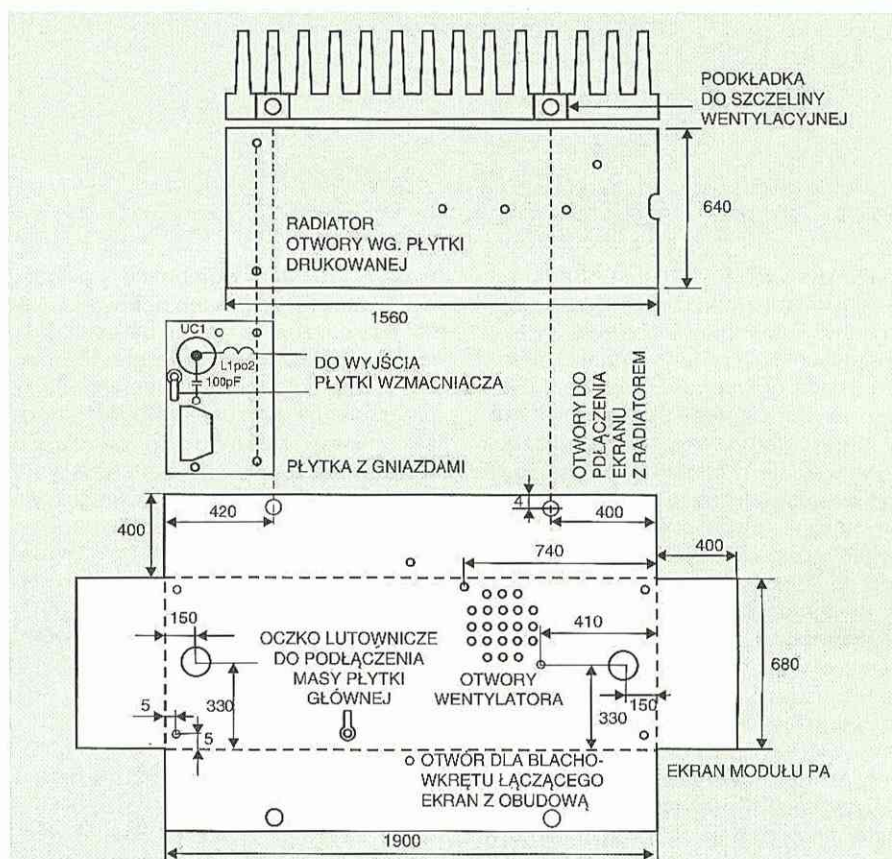 PODKŁADKA
DO SZCZELINY
WENTYLACYJNEJ
640
RADIATOR
OTWORY WG. PŁYTKI
DRUKOWANEJ
1560
UC1
L1po2
100pF
DO WYJŚCIA
PŁYTKI WZMACNIACZA
OTWORY DO
PDŁĄCZENIA
EKRANU
Z RADIATOREM
PŁYTKA Z GNIAZDAMI
400
420
4
400
740
400
150
OCZKO LUTOWNICZE
DO PODŁĄCZENIA
MASY PŁYTKI
GŁÓWNEJ
410
OTWORY
WENTYLATORA
680
330
5
5
330
150
OTWÓR DLA BLACHO-
WKRĘTU ŁĄCZĄCEGO
EKRAN Z OBUDOWĄ
EKRAN MODUŁU PA
1900